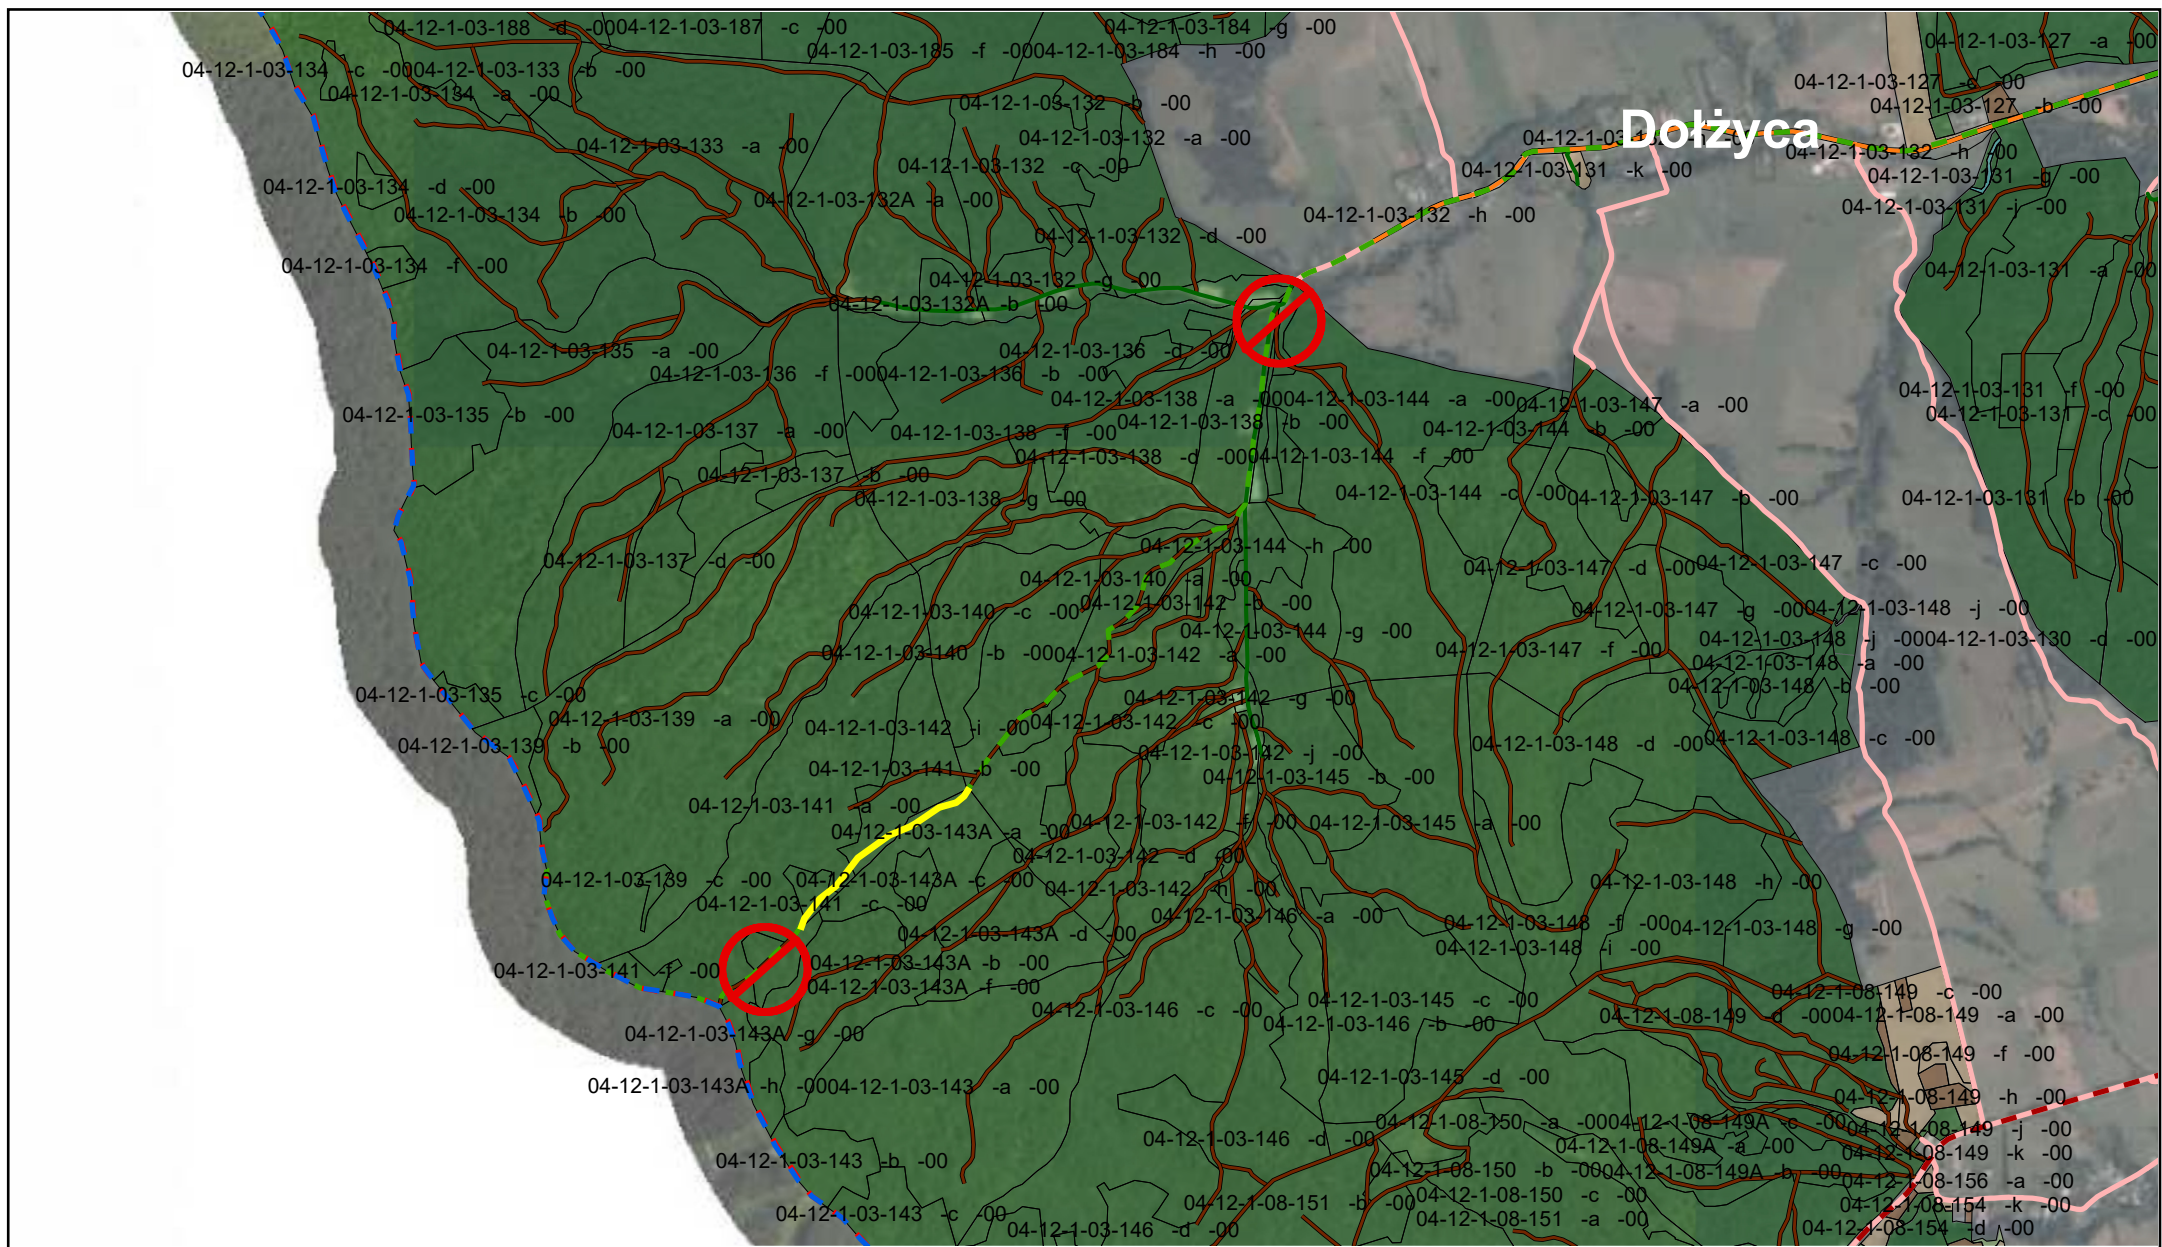 04-12-1-03-188 -d -0004-12-1-03-187 -c -00
04-12-1-03-184 -g -00
04-12-1-03-127 -a -00
04-12-1-03-185 -f -0004-12-1-03-184 -h -00
04-12-1-03-134 -c -0004-12-1-03-133 -b -00
04-12-1-03-127 -c -00
04-12-1-03-134 -a -00
04-12-1-03-132 -b -00
04-12-1-03-127 -b -00
Dołżyca
04-12-1-03-132 -a -00
04-12-1-03-133 -a -00
04-12-1-03-132 -h -00
04-12-1-03-132 -c -00
04-12-1-03-131 -k -00
04-12-1-03-131 -g -00
04-12-1-03-134 -d -00
04-12-1-03-132A -a -00
04-12-1-03-131 -j -00
04-12-1-03-134 -b -00
04-12-1-03-132 -h -00
04-12-1-03-132 -d -00
04-12-1-03-134 -f -00
04-12-1-03-131 -a -00
04-12-1-03-132 -g -00
04-12-1-03-132A -b -00
04-12-1-03-135 -a -00
04-12-1-03-136 -d -00
04-12-1-03-136 -f -0004-12-1-03-136 -b -00
04-12-1-03-131 -f -00
04-12-1-03-138 -a -0004-12-1-03-144 -a -00
04-12-1-03-147 -a -00
04-12-1-03-135 -b -00
04-12-1-03-131 -c -00
04-12-1-03-138 -b -00
04-12-1-03-137 -a -00
04-12-1-03-138 -f -00
04-12-1-03-144 -b -00
04-12-1-03-138 -d -0004-12-1-03-144 -f -00
04-12-1-03-137 -b -00
04-12-1-03-138 -g -00
04-12-1-03-144 -c -00
04-12-1-03-147 -b -00
04-12-1-03-131 -b -00
04-12-1-03-144 -h -00
04-12-1-03-137 -d -00
04-12-1-03-147 -d -00
04-12-1-03-147 -c -00
04-12-1-03-140 -a -00
04-12-1-03-142 -b -00
04-12-1-03-140 -c -00
04-12-1-03-147 -g -0004-12-1-03-148 -j -00
04-12-1-03-144 -g -00
04-12-1-03-148 -j -0004-12-1-03-130 -d -00
04-12-1-03-140 -b -00
04-12-1-03-142 -a -00
04-12-1-03-147 -f -00
04-12-1-03-148 -a -00
04-12-1-03-148 -b -00
04-12-1-03-135 -c -00
04-12-1-03-142 -g -00
04-12-1-03-139 -a -00
04-12-1-03-142 -i -00
04-12-1-03-142 -c -00
04-12-1-03-139 -b -00
04-12-1-03-142 -j -00
04-12-1-03-148 -d -00
04-12-1-03-148 -c -00
04-12-1-03-141 -b -00
04-12-1-03-145 -b -00
04-12-1-03-141 -a -00
04-12-1-03-143A -a -00
04-12-1-03-142 -f -00
04-12-1-03-145 -a -00
04-12-1-03-142 -d -00
04-12-1-03-139 -c -00
04-12-1-03-143A -c -00
04-12-1-03-142 -h -00
04-12-1-03-148 -h -00
04-12-1-03-141 -c -00
04-12-1-03-146 -a -00
04-12-1-03-143A -d -00
04-12-1-03-148 -f -00
04-12-1-03-148 -g -00
04-12-1-03-148 -i -00
04-12-1-03-141 -f -00
04-12-1-03-143A -b -00
04-12-1-03-143A -f -00
04-12-1-03-146 -c -00
04-12-1-03-145 -c -00
04-12-1-08-149 -c -00
04-12-1-08-149 -d -0004-12-1-08-149 -a -00
04-12-1-03-146 -b -00
04-12-1-03-143A -g -00
04-12-1-08-149 -f -00
04-12-1-03-143A -h -0004-12-1-03-143 -a -00
04-12-1-03-145 -d -00
04-12-1-08-149 -h -00
04-12-1-08-150 -a -0004-12-1-08-149A -c -00
04-12-1-08-149 -j -00
04-12-1-03-146 -d -00
04-12-1-08-149A -a -00
04-12-1-08-149 -k -00
04-12-1-03-143 -b -00
04-12-1-08-150 -b -0004-12-1-08-149A -b -00
04-12-1-08-156 -a -00
04-12-1-08-151 -b -00
04-12-1-08-150 -c -00
04-12-1-08-154 -k -00
04-12-1-03-143 -c -00
04-12-1-08-151 -a -00
04-12-1-03-146 -d -00
04-12-1-08-154 -d -00